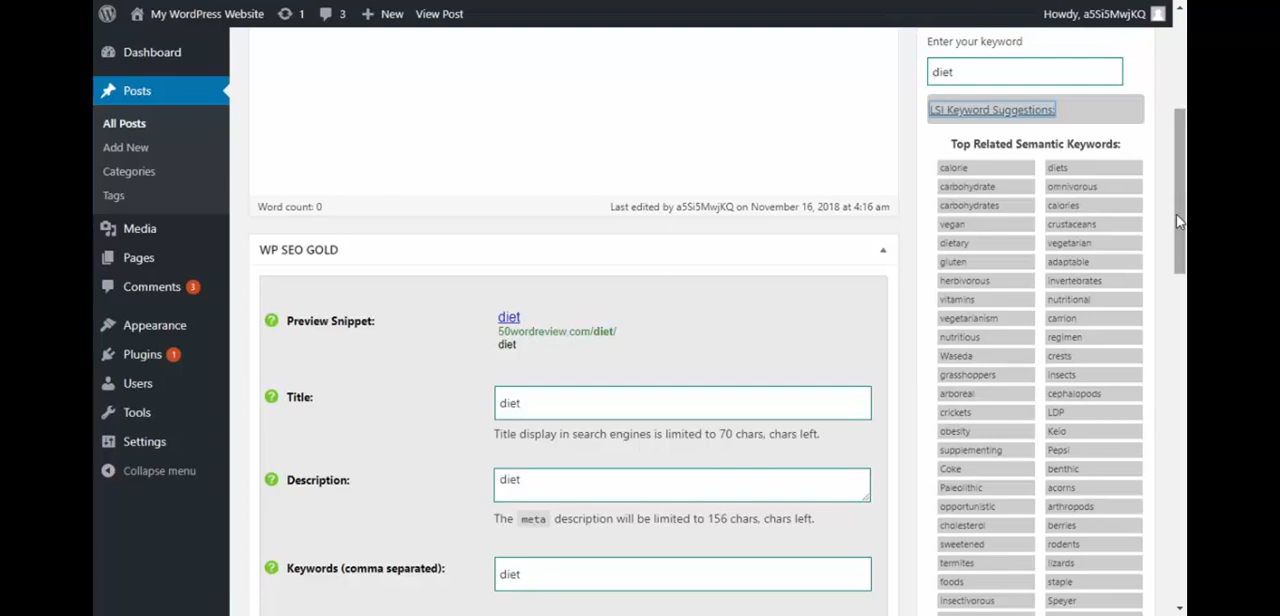 My WordPress Website 1 3 New View Post Howdy, a5Si5MwjKQ
Dashboard
Posts
All Posts
Add New
Categories
Tags
Media
Pages
Comments 3
Appearance
Plugins 1
Users
Tools
Settings
Collapse menu
Word count: 0 Last edited by a5Si5MwjKQ on November 16, 2018 at 4:16 am
WP SEO GOLD
Preview Snippet:
diet
50wordreview.com/diet/
diet
Title:
diet
Title display in search engines is limited to 70 chars, chars left.
Description:
diet
The meta description will be limited to 156 chars, chars left.
Keywords (comma separated):
diet
Enter your keyword
diet
LSI Keyword Suggestions:
Top Related Semantic Keywords:
calorie diets
carbohydrate omnivorous
carbohydrates calories
vegan crustaceans
dietary vegetarian
gluten adaptable
herbivorous invertebrates
vitamins nutritional
vegetarianism carrion
nutritious regimen
Waseda crests
grasshoppers insects
arboreal cephalopods
crickets LDP
obesity Keio
supplementing Pepsi
Coke benthic
Paleolithic acorns
opportunistic arthropods
cholesterol berries
sweetened rodents
termites lizards
foods staple
insectivorous Speyer